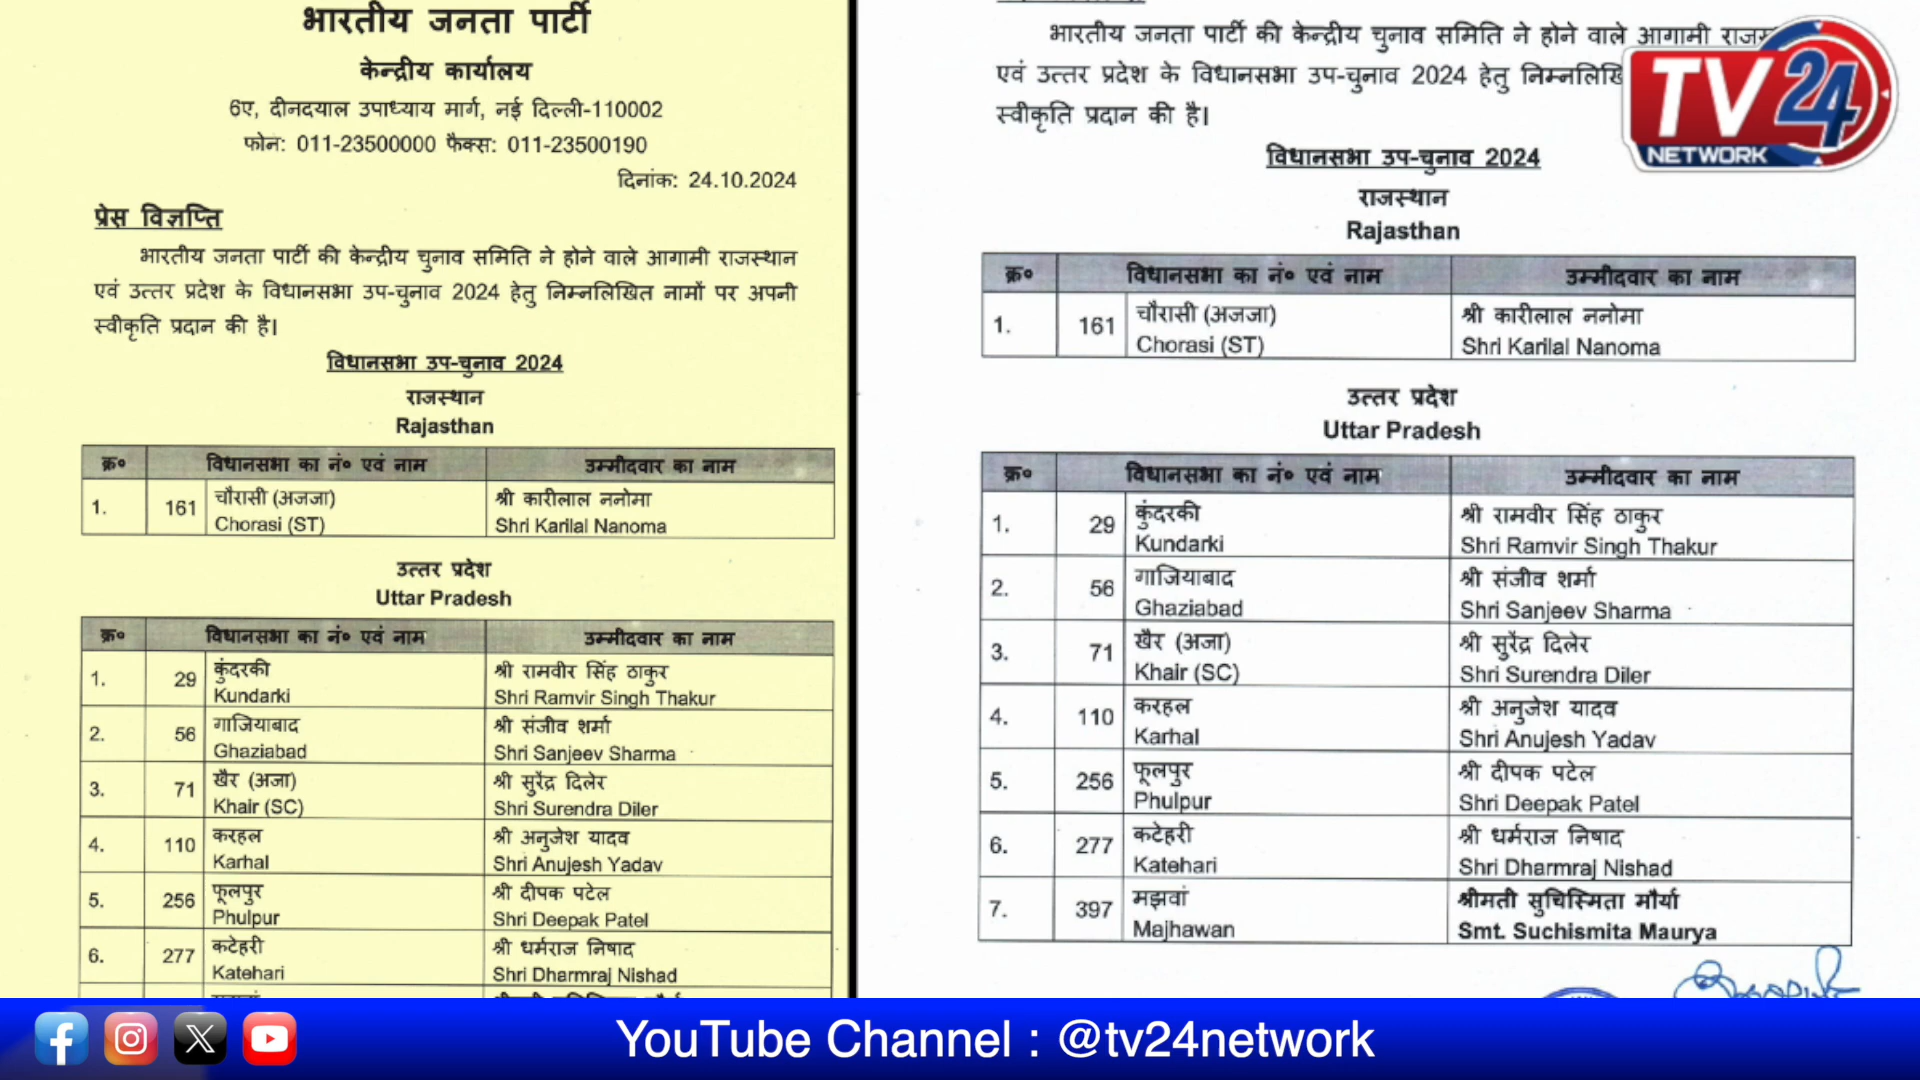 भारतीय जनता पार्टी
केन्द्रीय कार्यालय
6ए, दीनदयाल उपाध्याय मार्ग, नई दिल्ली-110002
फोन: 011-23500000 फैक्स: 011-23500190
दिनांक: 24.10.2024
प्रेस विज्ञप्ति
भारतीय जनता पार्टी की केन्द्रीय चुनाव समिति ने होने वाले आगामी राजस्थान
एवं उत्तर प्रदेश के विधानसभा उप-चुनाव 2024 हेतु निम्नलिखित नामों पर अपनी
स्वीकृति प्रदान की है।
विधानसभा उप-चुनाव 2024
राजस्थान
Rajasthan
क्र० विधानसभा का नं० एवं नाम उम्मीदवार का नाम
1. 161 चौरासी (अजजा) श्री कारीलाल ननोमा
Chorasi (ST) Shri Karilal Nanoma
उत्तर प्रदेश
Uttar Pradesh
क्र० विधानसभा का नं० एवं नाम उम्मीदवार का नाम
1. 29 कुंदरकी श्री रामवीर सिंह ठाकुर
Kundarki Shri Ramvir Singh Thakur
2. 56 गाजियाबाद श्री संजीव शर्मा
Ghaziabad Shri Sanjeev Sharma
3. 71 खैर (अजा) श्री सुरेंद्र दिलेर
Khair (SC) Shri Surendra Diler
4. 110 करहल श्री अनुजेश यादव
Karhal Shri Anujesh Yadav
5. 256 फूलपुर श्री दीपक पटेल
Phulpur Shri Deepak Patel
6. 277 कटेहरी श्री धर्मराज निषाद
Katehari Shri Dharmraj Nishad
भारतीय जनता पार्टी की केन्द्रीय चुनाव समिति ने होने वाले आगामी
एवं उत्तर प्रदेश के विधानसभा उप-चुनाव 2024 हेतु
स्वीकृति प्रदान की है।
विधानसभा उप-चुनाव 2024
राजस्थान
Rajasthan
क्र० विधानसभा का नं० एवं नाम उम्मीदवार का नाम
1. 161 चौरासी (अजजा) श्री कारीलाल ननोमा
Chorasi (ST) Shri Karilal Nanoma
उत्तर प्रदेश
Uttar Pradesh
क्र० विधानसभा का नं० एवं नाम उम्मीदवार का नाम
1. 29 कुंदरकी श्री रामवीर सिंह ठाकुर
Kundarki Shri Ramvir Singh Thakur
2. 56 गाजियाबाद श्री संजीव शर्मा
Ghaziabad Shri Sanjeev Sharma
3. 71 खैर (अजा) श्री सुरेंद्र दिलेर
Khair (SC) Shri Surendra Diler
4. 110 करहल श्री अनुजेश यादव
Karhal Shri Anujesh Yadav
5. 256 फूलपुर श्री दीपक पटेल
Phulpur Shri Deepak Patel
6. 277 कटेहरी श्री धर्मराज निषाद
Katehari Shri Dharmraj Nishad
7. 397 मझवां श्रीमती सुचिस्मिता मौर्या
Majhawan Smt. Suchismita Maurya
TV 24
NETWORK
YouTube Channel : @tv24network